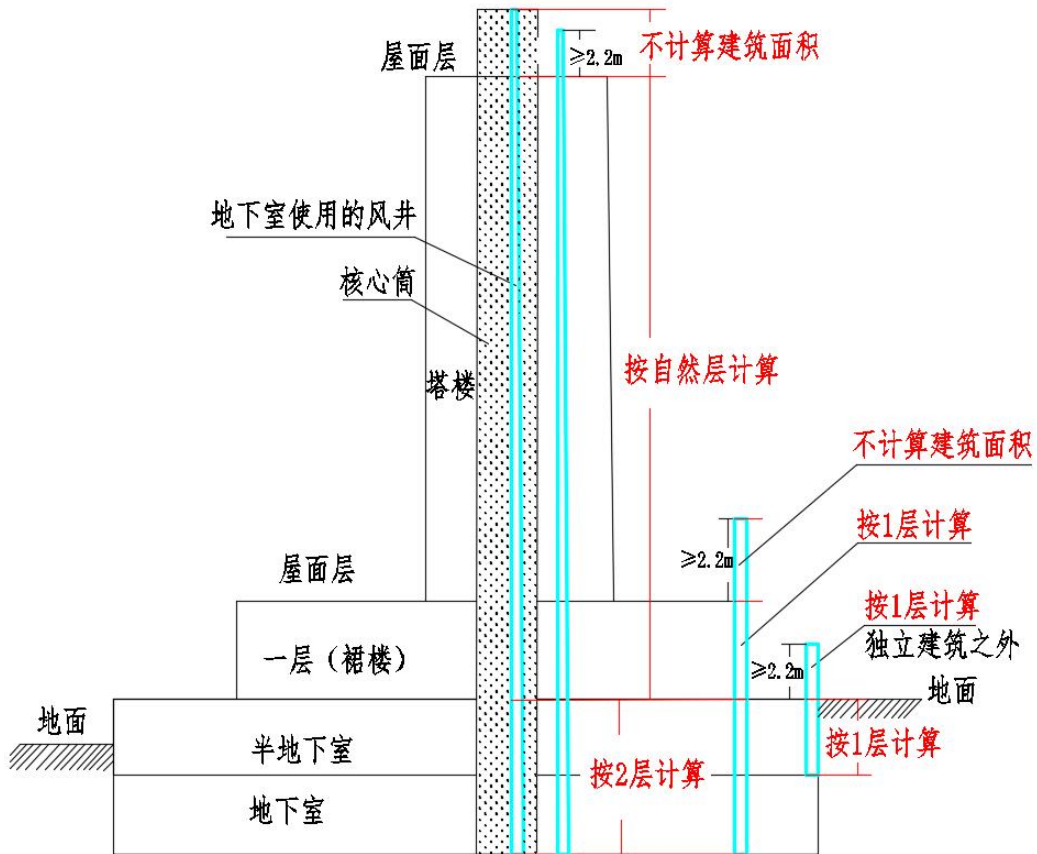 不计算建筑面积
屋面层
≥2.2m
地下室使用的风井
核心筒
塔楼
按自然层计算
不计算建筑面积
按1层计算
≥2.2m
屋面层
按1层计算
独立建筑之外
一层（裙楼）
≥2.2m
地面
地面
半地下室
按2层计算
按1层计算
地下室